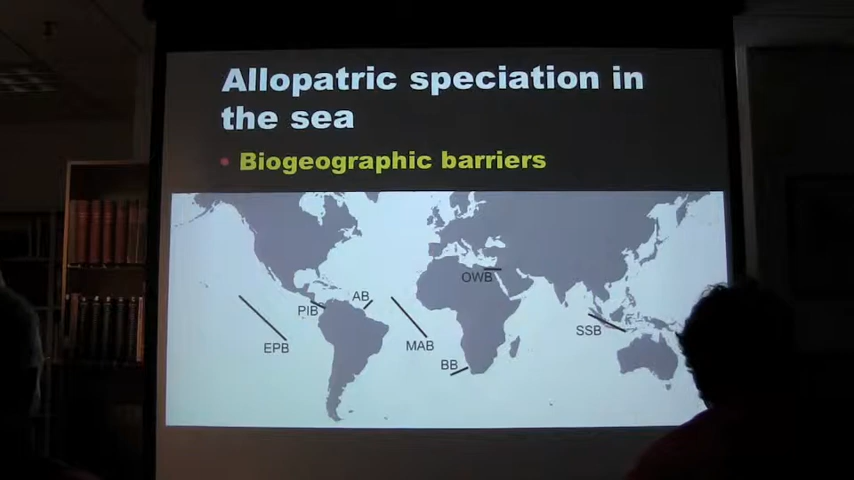 Allopatric speciation in
the sea
• Biogeographic barriers
OWB
AB
PIB
SSB
EPB
MAB
BB